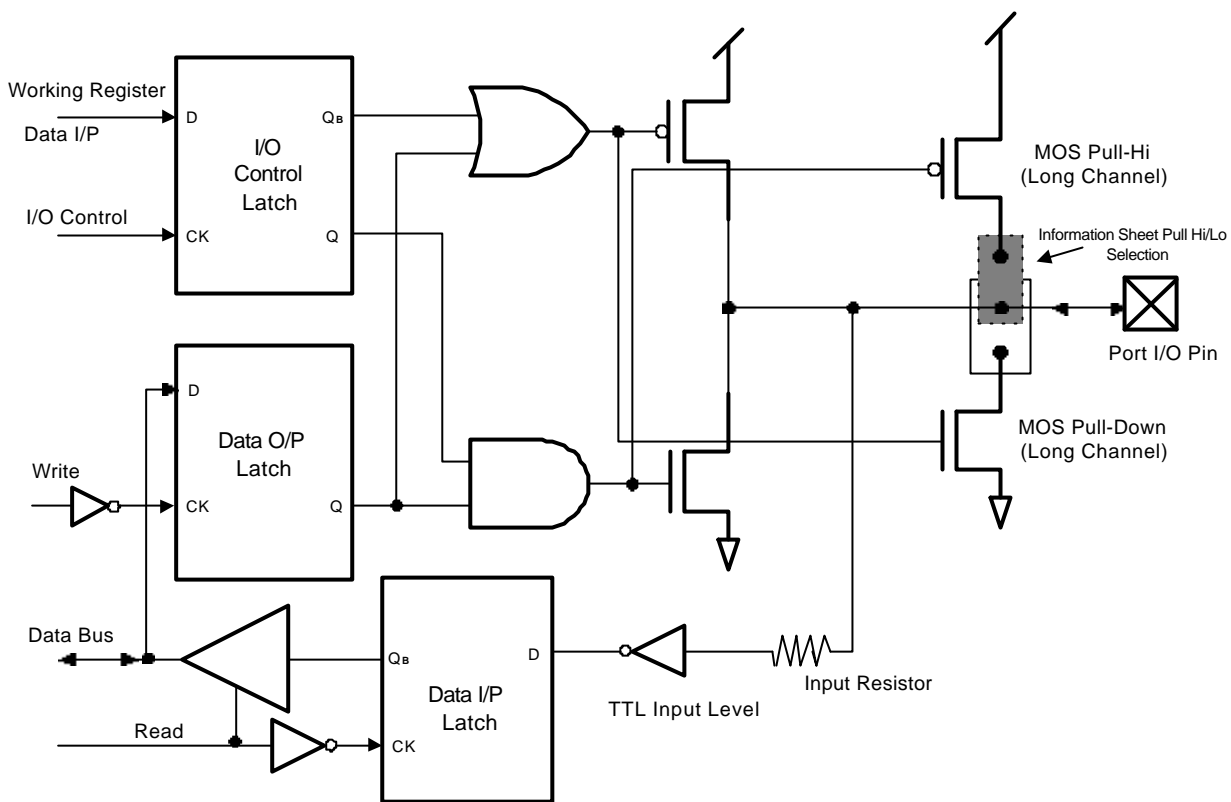 Working Register
Data I/P
D
QB
I/O
Control
Latch
I/O Control
CK
Q
MOS Pull-Hi
(Long Channel)
Information Sheet Pull Hi/Lo
Selection
Port I/O Pin
D
Data O/P
Latch
Write
CK
Q
MOS Pull-Down
(Long Channel)
Data Bus
QB
D
Data I/P
Latch
TTL Input Level
Input Resistor
Read
CK